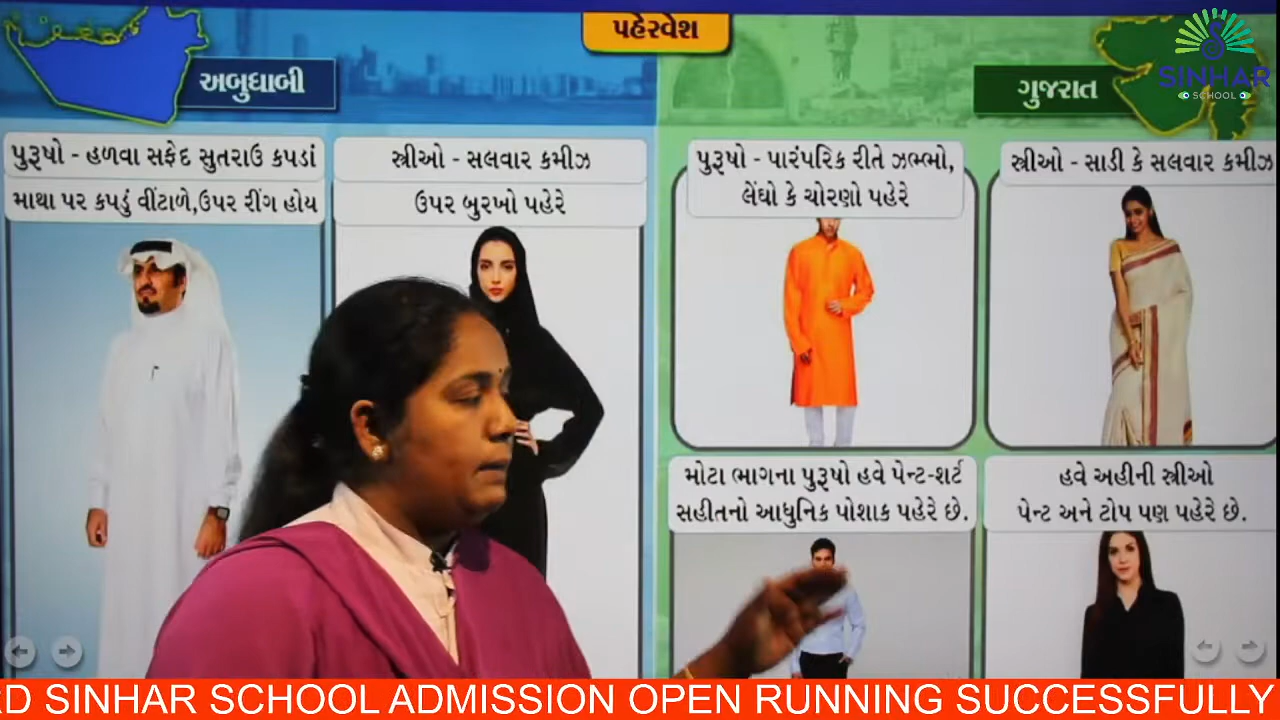 પહેરવેશ
અબુધાબી
ગુજરાત
SINHAR
SCHOOL
પુરૂષો - હળવા સફેદ સુતરાઉ કપડાં
માથા પર કપડું વીંટાળે,ઉપર રીંગ હોય
સ્ત્રીઓ - સલવાર કમીઝ
ઉપર બુરખો પહેરે
પુરૂષો - પારંપરિક રીતે ઝભ્ભો,
લેંઘો કે ચોરણો પહેરે
સ્ત્રીઓ - સાડી કે સલવાર કમીઝ
મોટા ભાગના પુરૂષો હવે પેન્ટ-શર્ટ
સહીતનો આધુનિક પોશાક પહેરે છે.
હવે અહીની સ્ત્રીઓ
પેન્ટ અને ટોપ પણ પહેરે છે.
SINHAR SCHOOL ADMISSION OPEN RUNNING SUCCESSFULLY